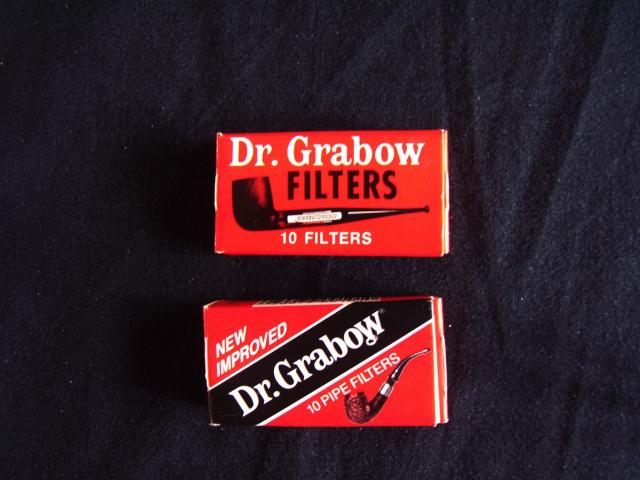 Dr. Grabow
FILTERS
10 FILTERS
NEW
IMPROVED
Dr. Grabow®
10 PIPE FILTERS